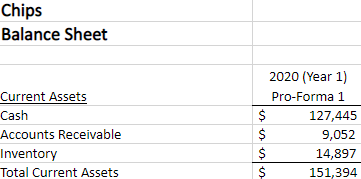 Chips
Balance Sheet
2020 (Year 1)
Current Assets Pro-Forma 1
Cash $ 127,445
Accounts Receivable $ 9,052
Inventory $ 14,897
Total Current Assets $ 151,394